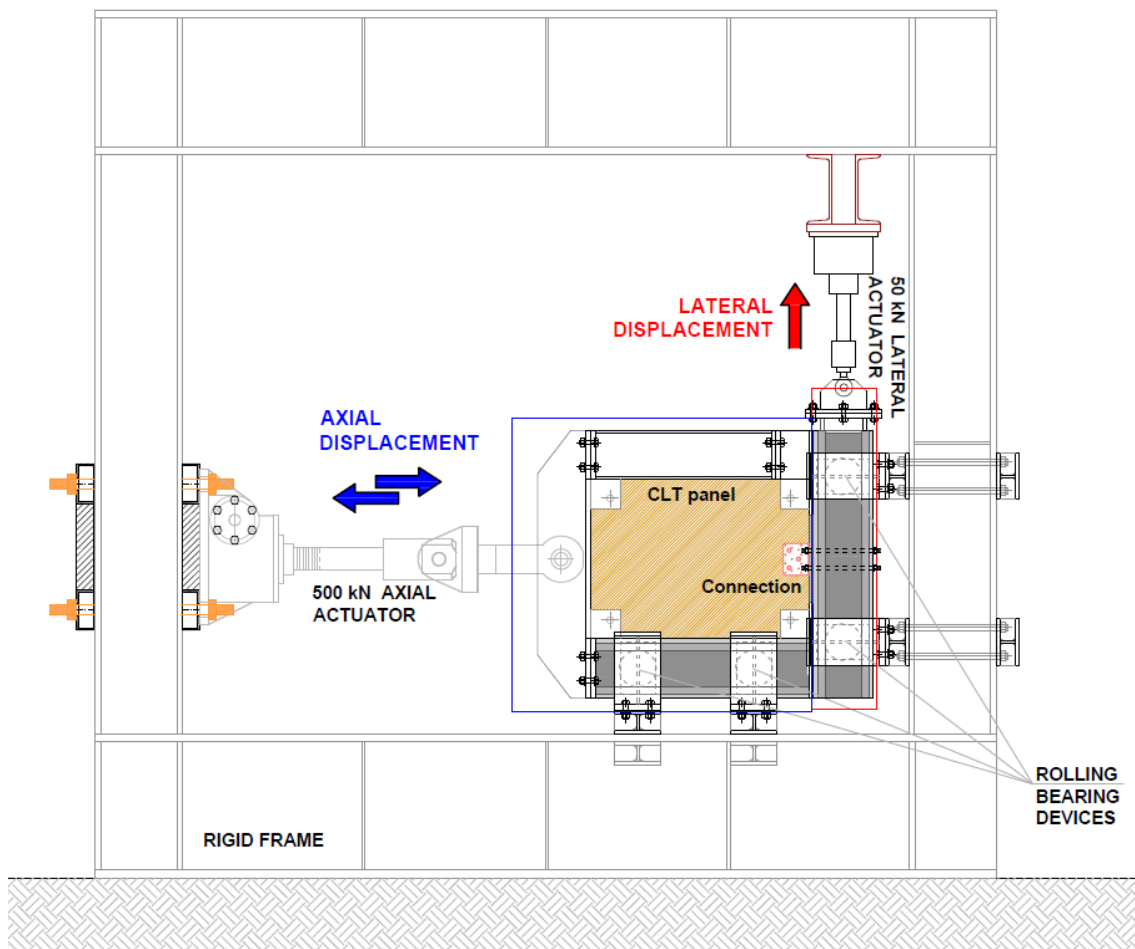 LATERAL
DISPLACEMENT
50 kN LATERAL
ACTUATOR
AXIAL
DISPLACEMENT
CLT panel
Connection
500 kN  AXIAL
ACTUATOR
ROLLING
BEARING
DEVICES
RIGID FRAME